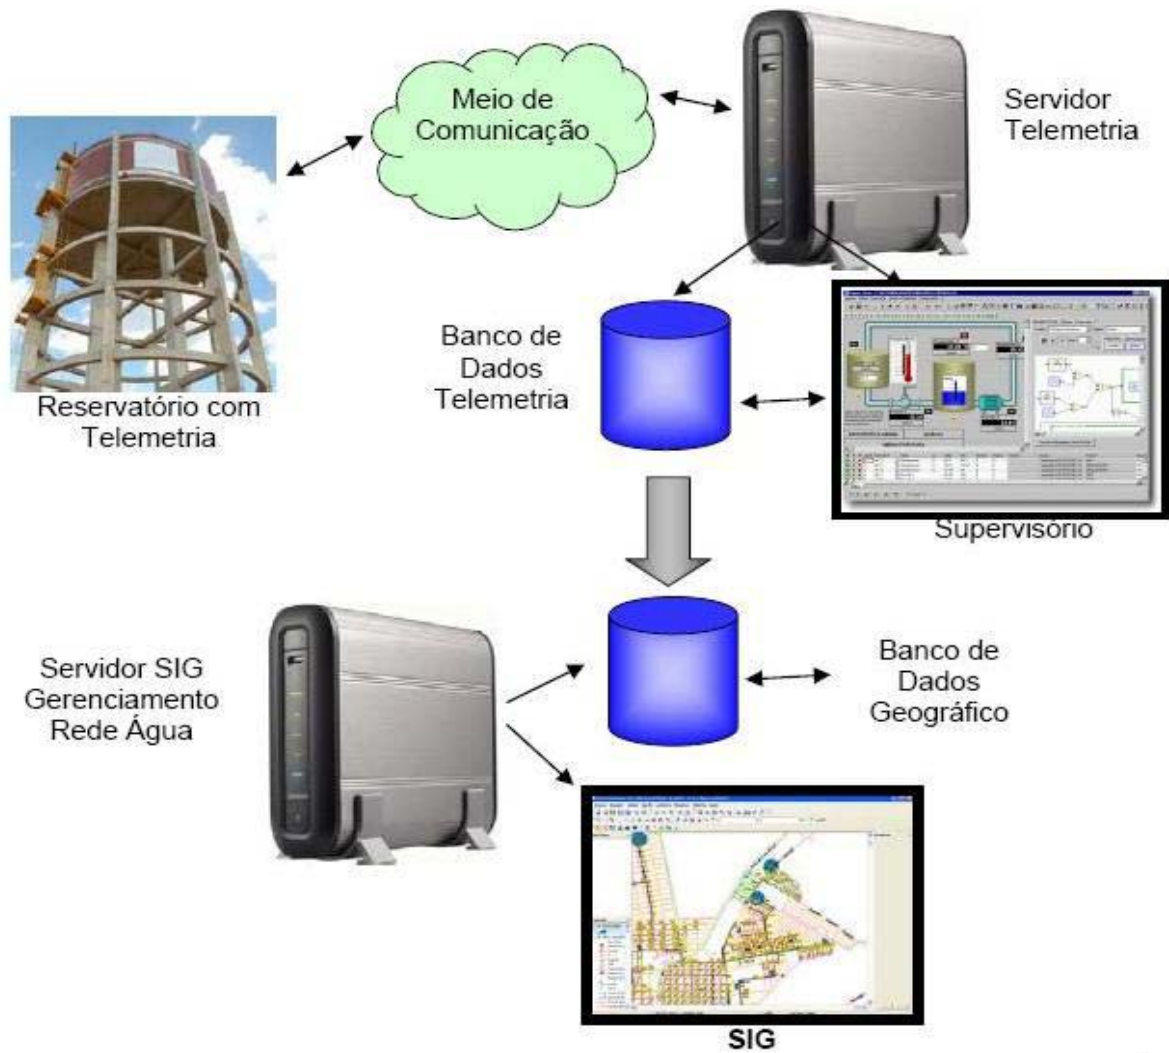 Meio de
Comunicação
Servidor
Telemetria
Reservatório com
Telemetria
Banco de
Dados
Telemetria
Supervisório
Servidor SIG
Gerenciamento
Rede Água
Banco de
Dados
Geográfico
SIG